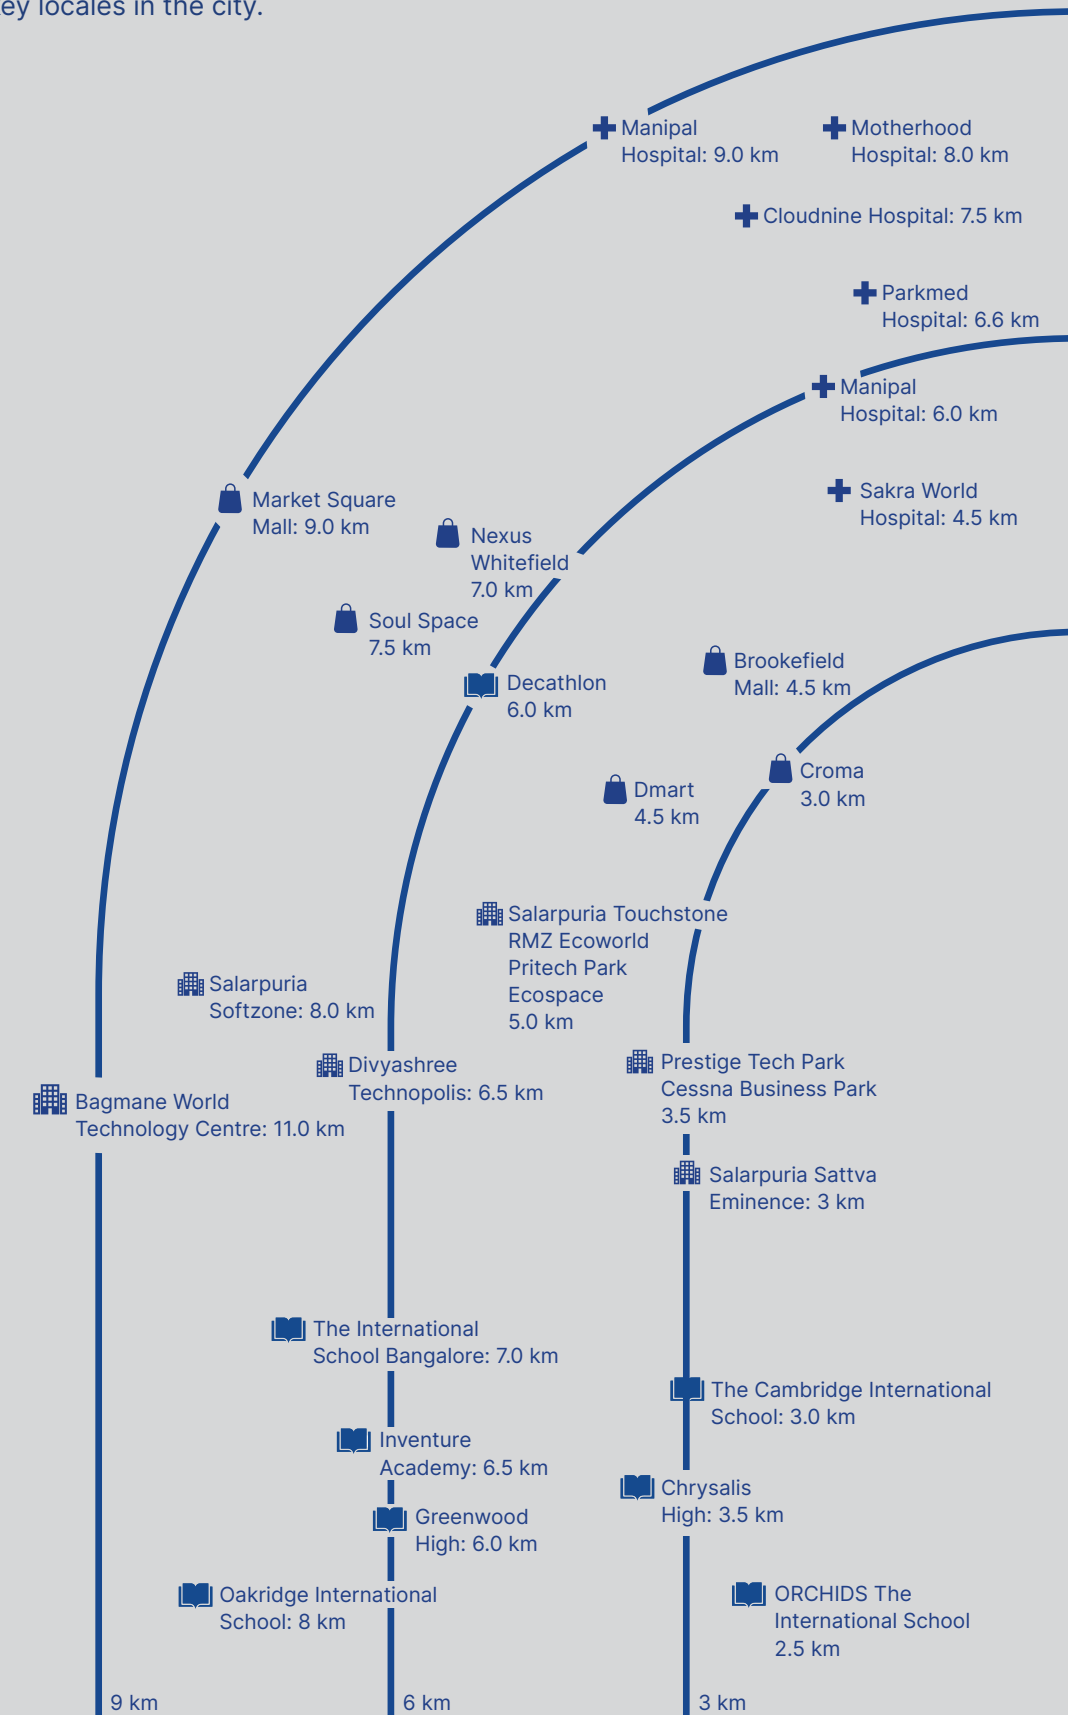 key locales in the city.
Manipal
Hospital: 9.0 km
Motherhood
Hospital: 8.0 km
Cloudnine Hospital: 7.5 km
Parkmed
Hospital: 6.6 km
Manipal
Hospital: 6.0 km
Sakra World
Hospital: 4.5 km
Market Square
Mall: 9.0 km
Nexus
Whitefield
7.0 km
Soul Space
7.5 km
Decathlon
6.0 km
Brookefield
Mall: 4.5 km
Croma
3.0 km
Dmart
4.5 km
Salarpuria Touchstone
RMZ Ecoworld
Pritech Park
Ecospace
5.0 km
Salarpuria
Softzone: 8.0 km
Divyashree
Technopolis: 6.5 km
Prestige Tech Park
Cessna Business Park
3.5 km
Bagmane World
Technology Centre: 11.0 km
Salarpuria Sattva
Eminence: 3 km
The International
School Bangalore: 7.0 km
The Cambridge International
School: 3.0 km
Inventure
Academy: 6.5 km
Chrysalis
High: 3.5 km
Greenwood
High: 6.0 km
Oakridge International
School: 8 km
ORCHIDS The
International School
2.5 km
9 km
6 km
3 km